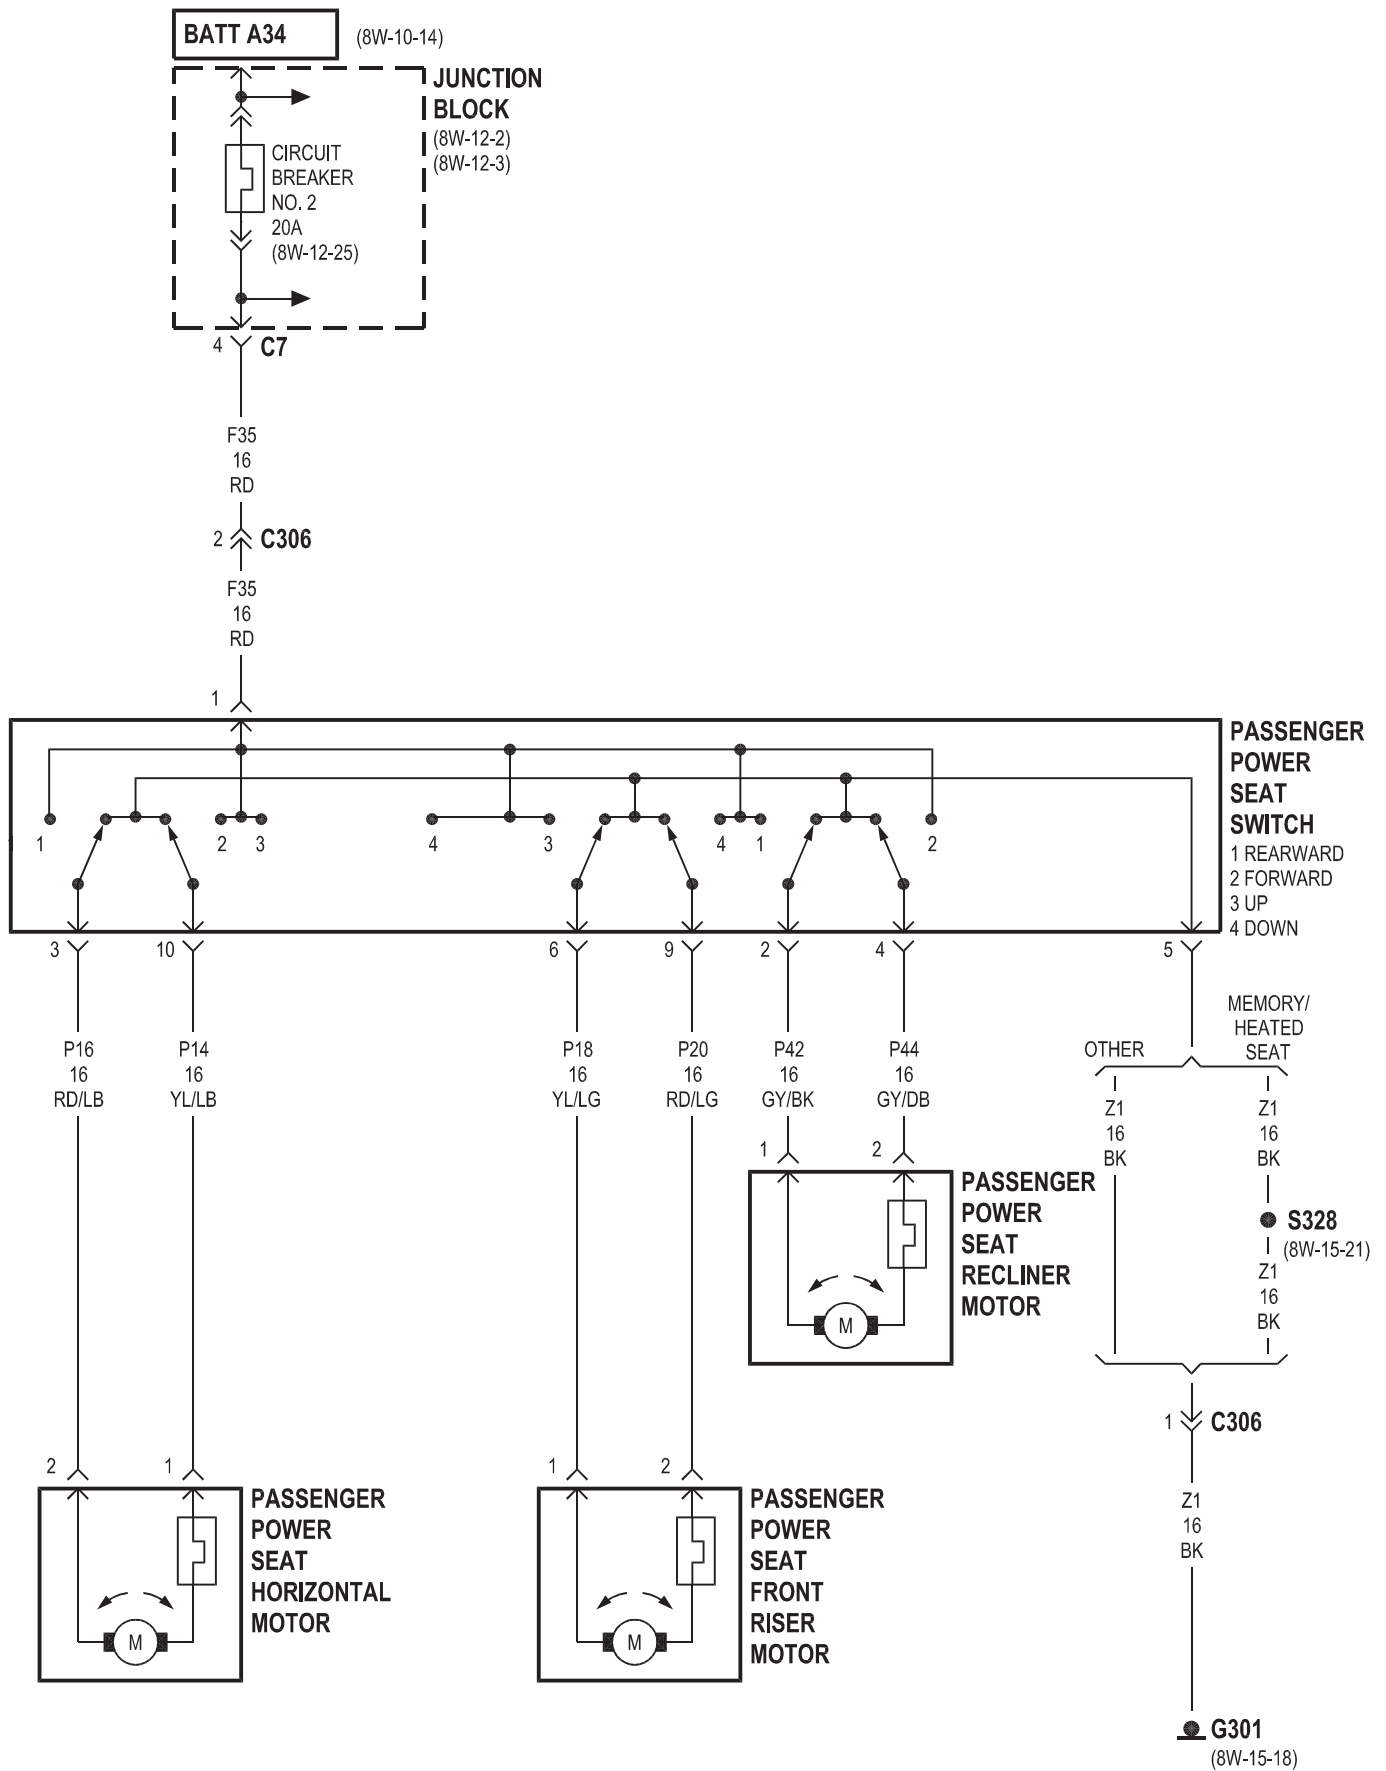 BATT A34
(8W-10-14)
JUNCTION
BLOCK
(8W-12-2)
(8W-12-3)
CIRCUIT
BREAKER
NO. 2
20A
(8W-12-25)
4
C7
F35
16
RD
2
C306
F35
16
RD
1
PASSENGER
POWER
SEAT
SWITCH
1 REARWARD
2 FORWARD
3 UP
4 DOWN
1
2
3
4
3
4
1
2
3
10
6
9
2
4
5
P16
16
RD/LB
P14
16
YL/LB
P18
16
YL/LG
P20
16
RD/LG
P42
16
GY/BK
P44
16
GY/DB
OTHER
MEMORY/
HEATED
SEAT
Z1
16
BK
Z1
16
BK
S328
(8W-15-21)
Z1
16
BK
1
2
PASSENGER
POWER
SEAT
RECLINER
MOTOR
M
1
C306
Z1
16
BK
G301
(8W-15-18)
2
1
PASSENGER
POWER
SEAT
HORIZONTAL
MOTOR
M
1
2
PASSENGER
POWER
SEAT
FRONT
RISER
MOTOR
M